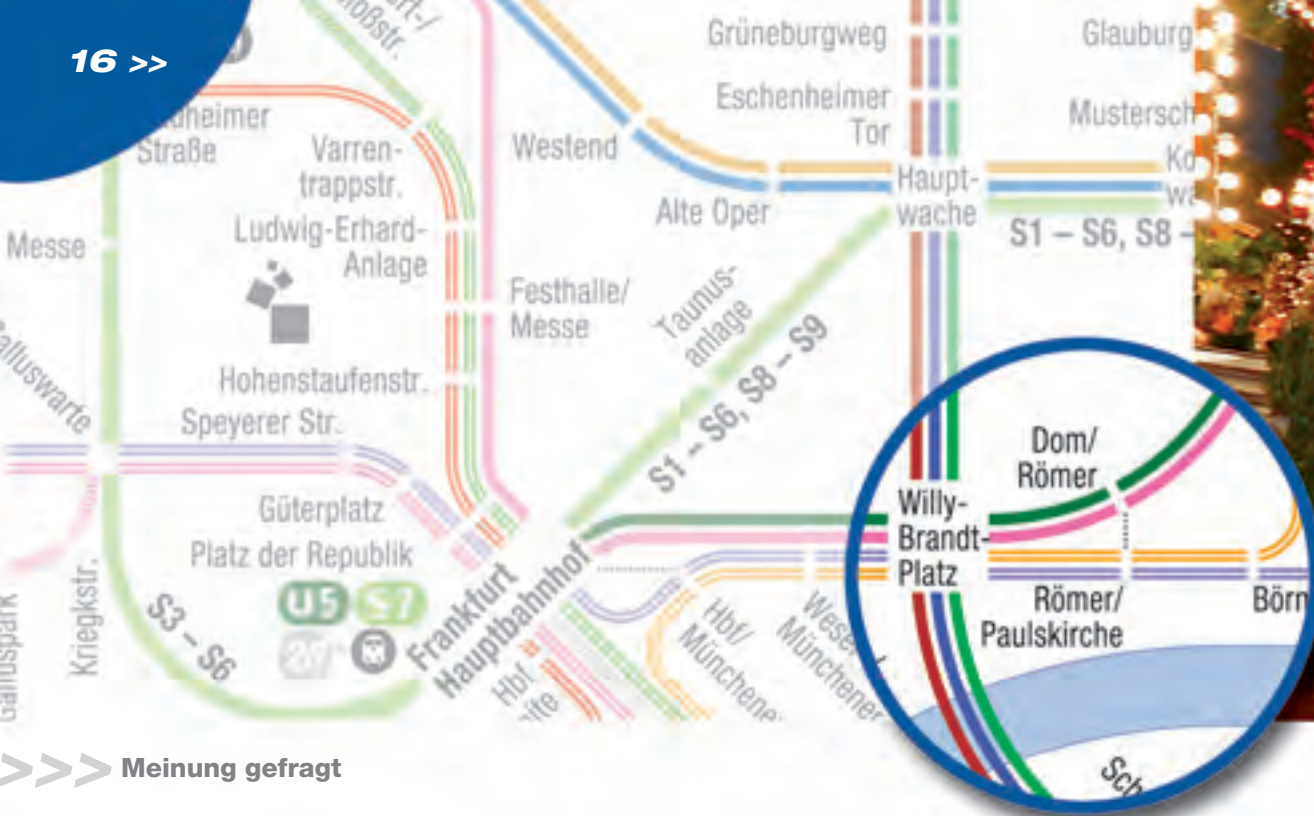 16 >>
Straße
Varren-
trappstr.
Ludwig-Erhard-
Anlage
Messe
Hohenstaufenstr.
Speyerer Str.
Güterplatz
Platz der Republik
U5 S7
Kriegkstr.
S3 – S6
Frankfurt
Hauptbahnhof
Westend
Alte Oper
Festhalle/
Messe
Taunus-
anlage
S1 – S6, S8 – S9
Grüneburgweg
Eschenheimer
Tor
Haupt-
wache
S1 – S6, S8 –
Hbf/
Münchener
Hbf
Münchener
Dom/
Römer
Willy-
Brandt-
Platz
Römer/
Paulskirche
>>> Meinung gefragt